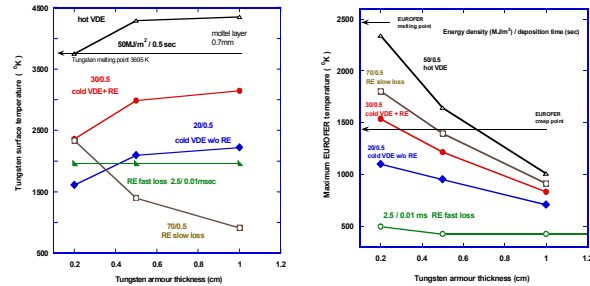 4500
3500
2500
1500
500
Tungsten surface temperature (°K)
hot VDE
50MJ/m² / 0.5 sec
moltel layer
0.7mm
Tungsten melting point 3695 K
30/0.5
cold VDE+ RE
20/0.5
cold VDE w/o RE
RE fast loss 2.5/ 0.01msec
70/0.5
RE slow loss
0 0.2 0.4 0.6 0.8 1 1.2
Tungsten armour thickness (cm)
2500
2000
1500
1000
500
Maximum EUROFER temperature (°K)
EUROFER
melting point
Energy density (MJ/m²) / deposition time (sec)
50/0.5
hot VDE
70/0.5
RE slow loss
30/0.5
cold VDE + RE
EUROFER
creep point
20/0.5
cold VDE w/o RE
2.5 / 0.01 ms RE fast loss
0 0.2 0.4 0.6 0.8 1 1.2
Tungsten armour thickness (cm)